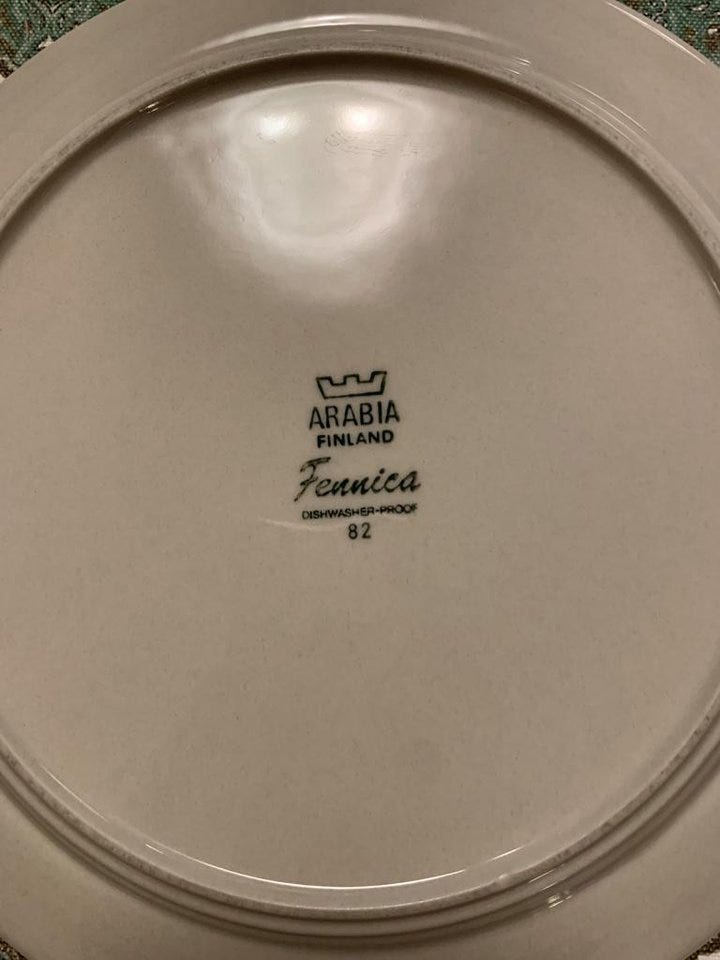 ARABIA
FINLAND
Fennica
DISHWASHER-PROOF
82